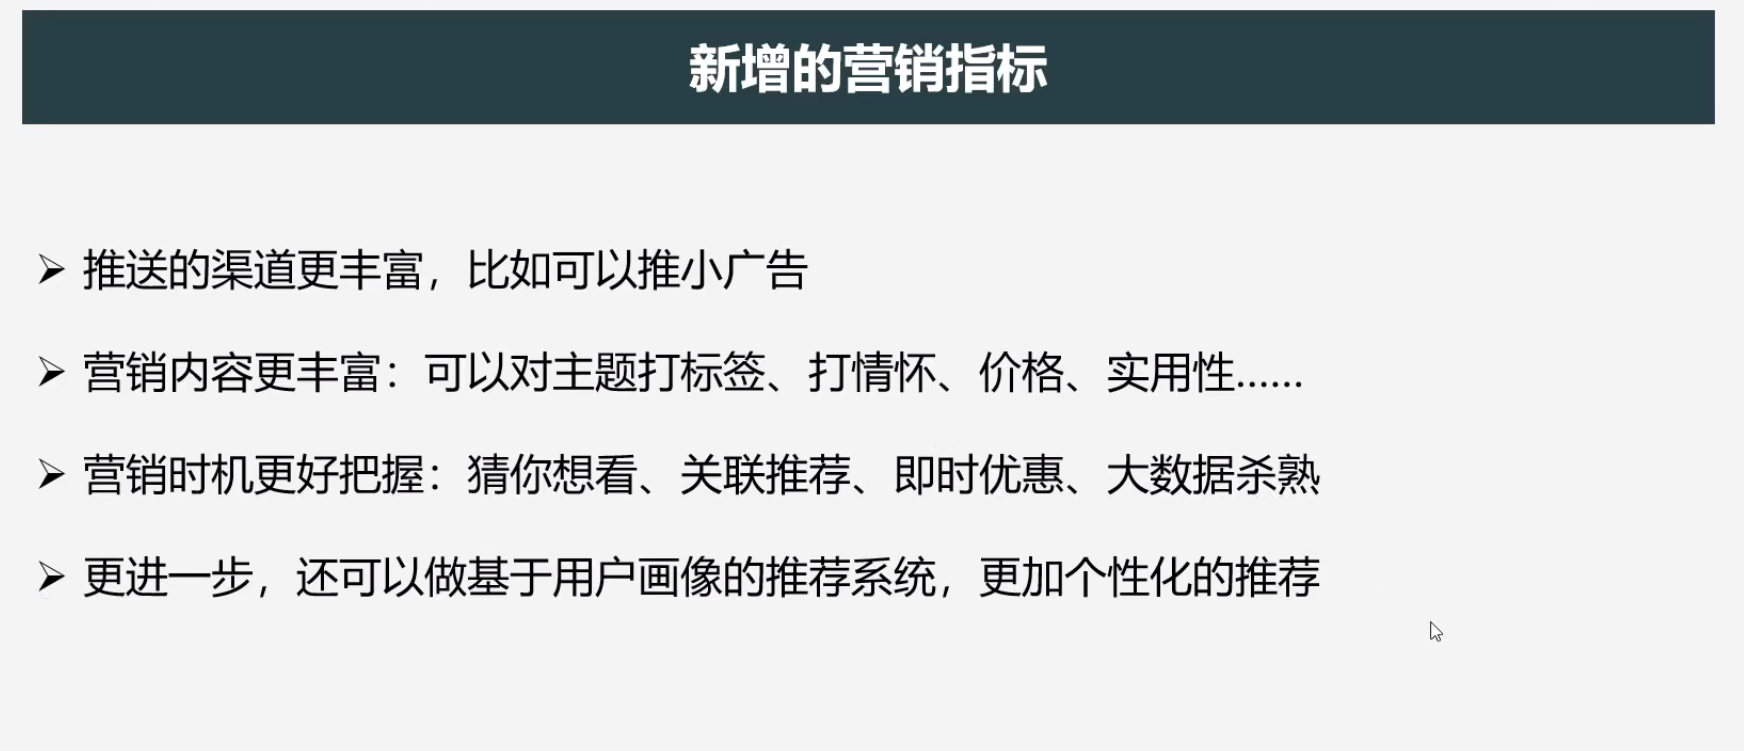 新增的营销指标
➢ 推送的渠道更丰富，比如可以推小广告
➢ 营销内容更丰富：可以对主题打标签、打情怀、价格、实用性......
➢ 营销时机更好把握：猜你想看、关联推荐、即时优惠、大数据杀熟
➢ 更进一步，还可以做基于用户画像的推荐系统，更加个性化的推荐